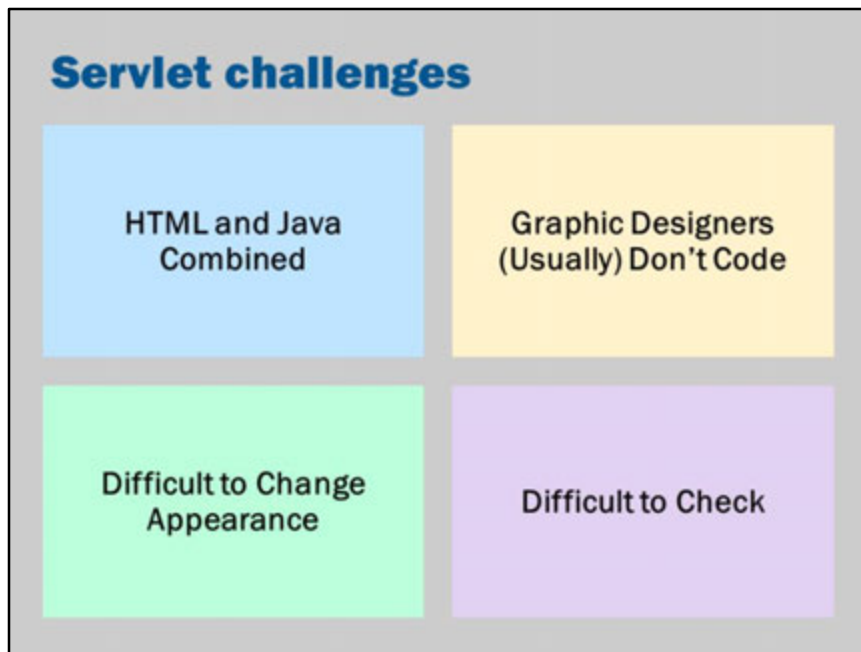 Servlet challenges
HTML and Java
Combined
Graphic Designers
(Usually) Don’t Code
Difficult to Change
Appearance
Difficult to Check